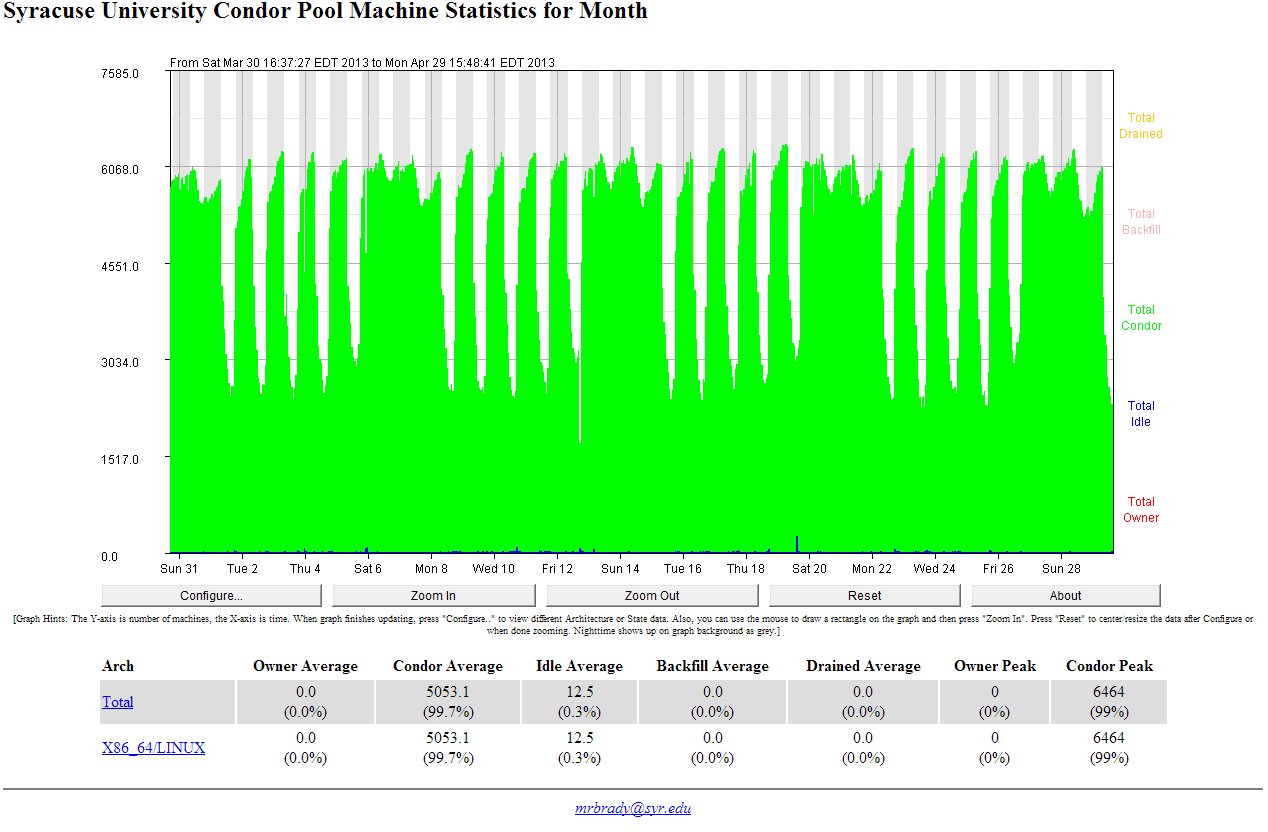 Syracuse University Condor Pool Machine Statistics for Month
From Sat Mar 30 16:37:27 EDT 2013 to Mon Apr 29 15:48:41 EDT 2013
7585.0
6068.0
4551.0
3034.0
1517.0
0.0
Total
Drained
Total
Backfill
Total
Condor
Total
Idle
Total
Owner
Sun 31 Tue 2 Thu 4 Sat 6 Mon 8 Wed 10 Fri 12 Sun 14 Tue 16 Thu 18 Sat 20 Mon 22 Wed 24 Fri 26 Sun 28
Configure... Zoom In Zoom Out Reset About
[Graph Hints: The Y-axis is number of machines, the X-axis is time. When graph finishes updating, press "Configure.." to view different Architecture or State data. Also, you can use the mouse to draw a rectangle on the graph and then press "Zoom In". Press "Reset" to center/resize the data after Configure or
when done zooming. Nighttime shows up on graph background as grey.]
Arch Owner Average Condor Average Idle Average Backfill Average Drained Average Owner Peak Condor Peak
Total 0.0 5053.1 12.5 0.0 0.0 0 6464
(0.0%) (99.7%) (0.3%) (0.0%) (0.0%) (0%) (99%)
X86_64/LINUX 0.0 5053.1 12.5 0.0 0.0 0 6464
(0.0%) (99.7%) (0.3%) (0.0%) (0.0%) (0%) (99%)
mrbrady@syr.edu